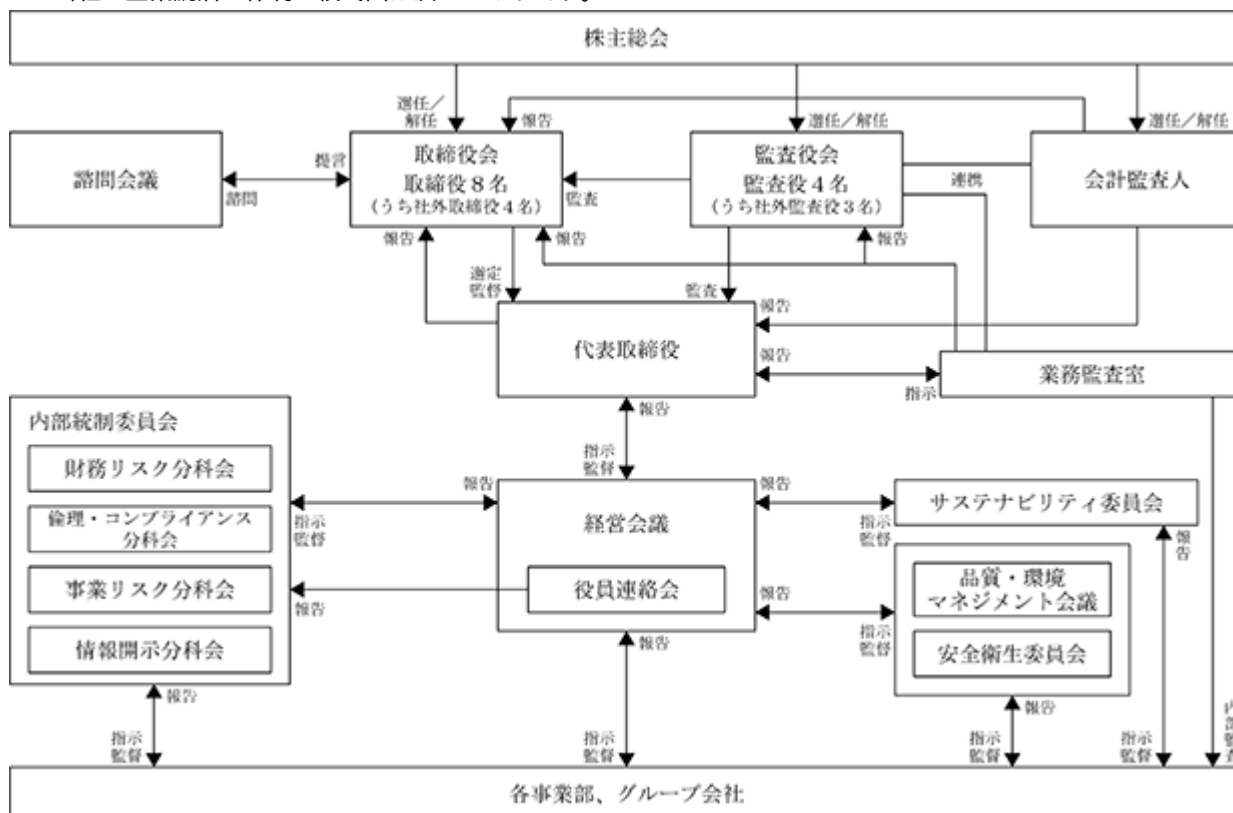 株主総会
選任／
解任
報告
選任／解任
選任／解任
諮問会議
提言
諮問
取締役会
取締役８名
（うち社外取締役４名）
監査
監査役会
監査役４名
（うち社外監査役３名）
連携
会計監査人
報告
報告
報告
選定
監督
監査
報告
代表取締役
報告
指示
業務監査室
報告
指示
監督
内部統制委員会
財務リスク分科会
倫理・コンプライアンス
分科会
事業リスク分科会
情報開示分科会
報告
指示
監督
報告
経営会議
役員連絡会
報告
指示
監督
サステナビリティ委員会
報告
報告
指示
監督
品質・環境
マネジメント会議
安全衛生委員会
報告
指示
監督
報告
指示
監督
報告
指示
監督
指示
監督
内部監査
各事業部、グループ会社